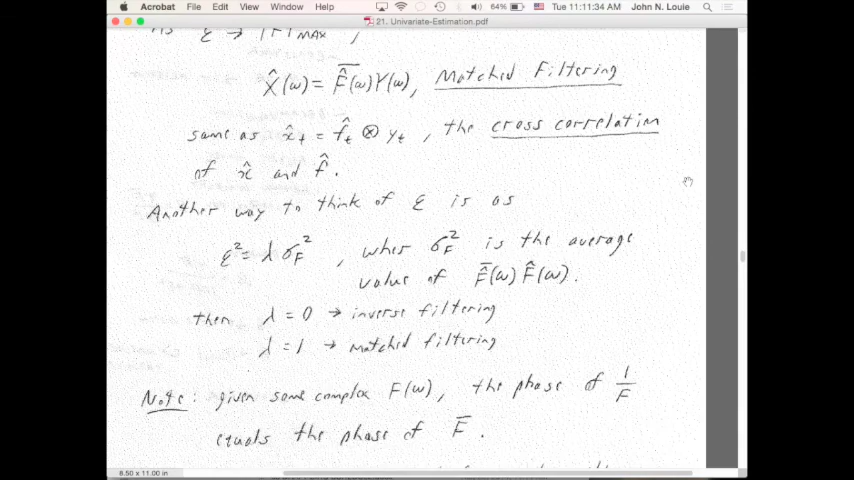 Acrobat File Edit View Window Help 64% Tue 11:11:34 AM John N. Louie
21. Univariate-Estimation.pdf
As ε → |F|MAX ,
X̂(ω) = F̂̄(ω)Y(ω), Matched Filtering
same as x̂t = f̂t ⊗ yt , the cross correlation
of x̂ and f̂.
Another way to think of ε is as
ε² = λ σF² , wher σF² is the average
value of F̄̂(ω) F̂(ω).
then λ = 0 → inverse filtering
λ = 1 → matched filtering
Note: given some complex F(ω), the phase of 1/F
equals the phase of F̄.
8.50 x 11.00 in